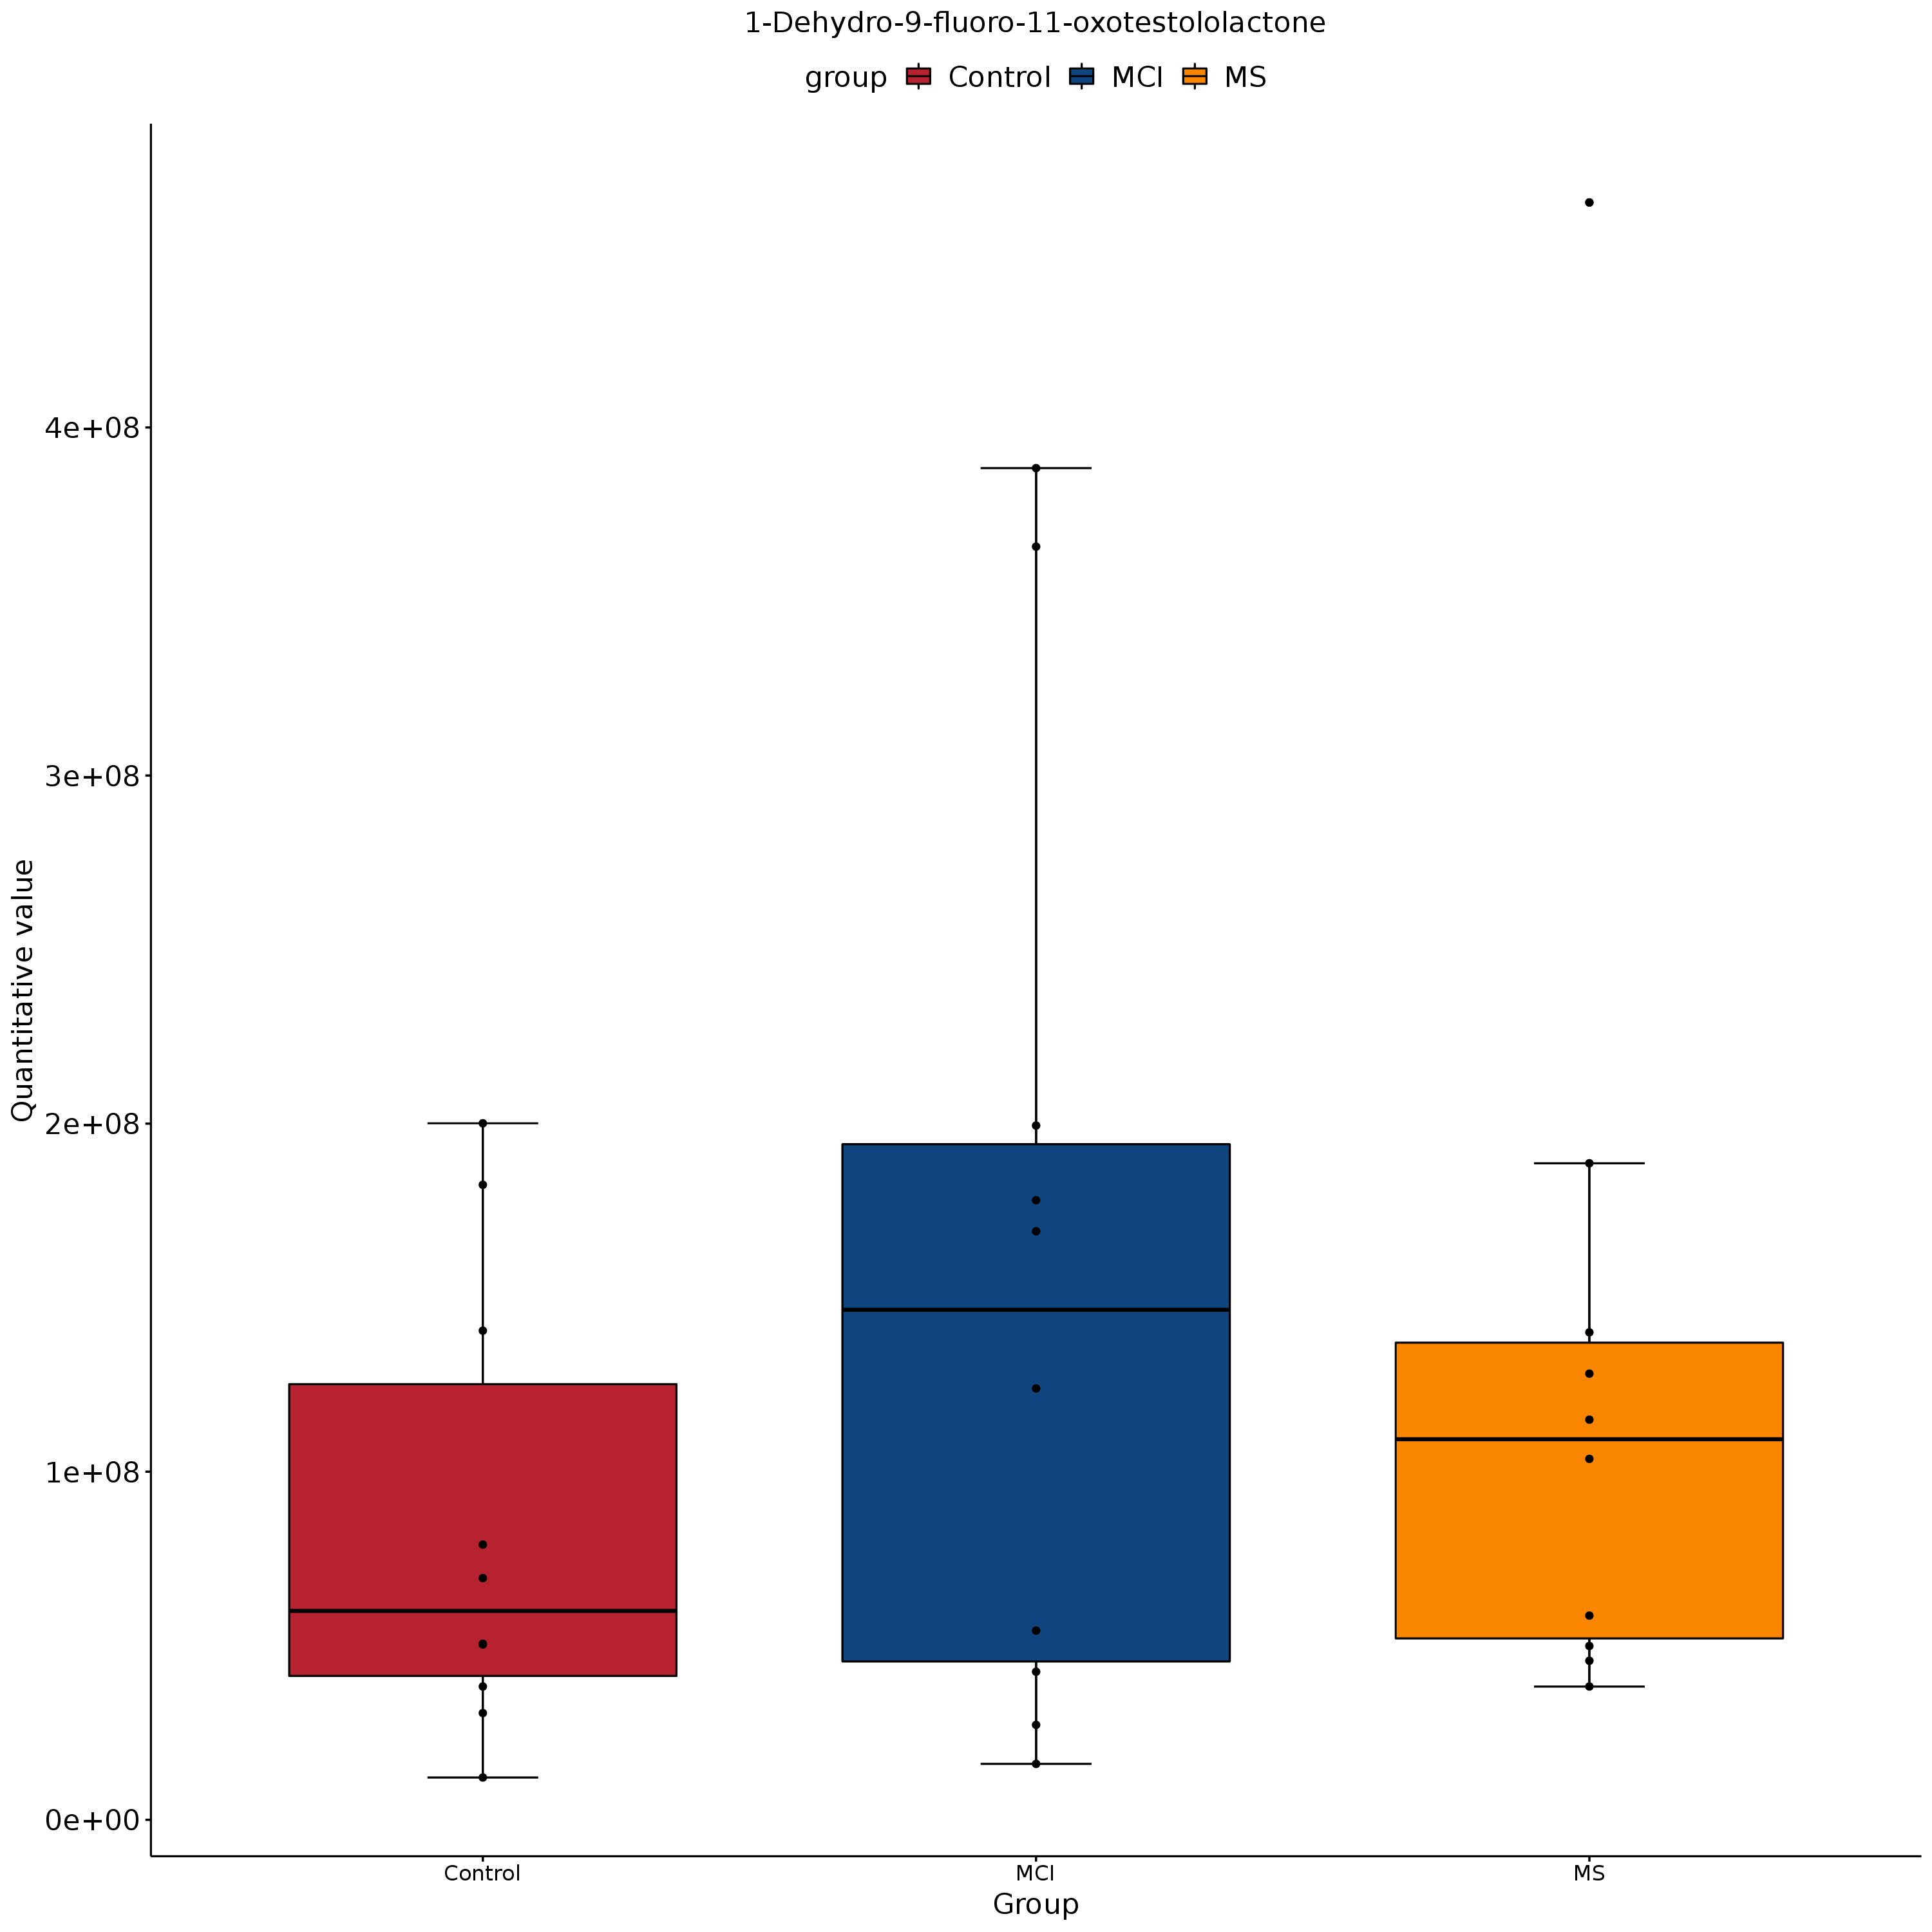 1-Dehydro-9-fluoro-11-oxotestololactone
group Control MCI MS
Quantitative value
4e+08
3e+08
2e+08
1e+08
0e+00
Control MCI MS
Group